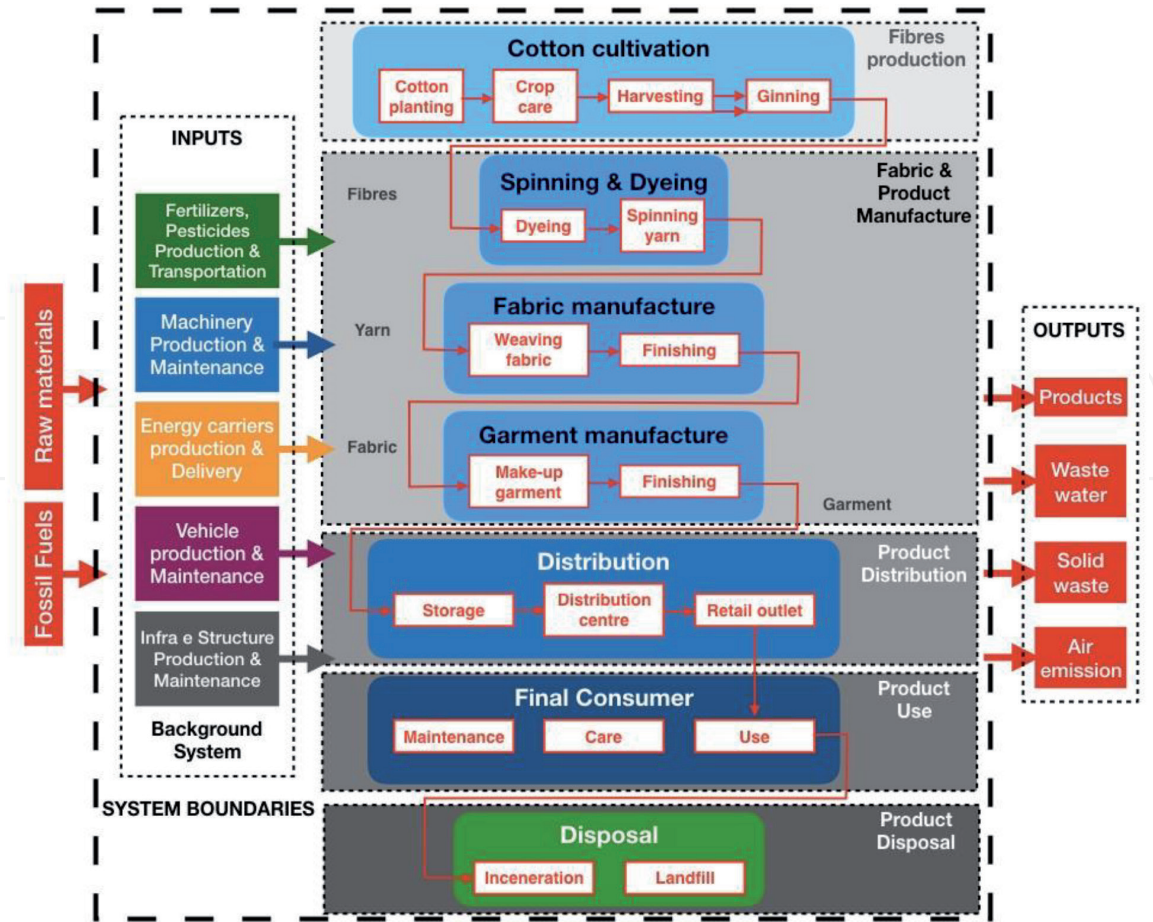 Raw materials
Fossil Fuels
INPUTS
Fertilizers,
Pesticides
Production &
Transportation
Machinery
Production &
Maintenance
Energy carriers
production &
Delivery
Vehicle
production &
Maintenance
Infra e Structure
Production &
Maintenance
Background
System
SYSTEM BOUNDARIES
Fibres
production
Cotton cultivation
Cotton
planting
Crop
care
Harvesting
Ginning
Fabric &
Product
Manufacture
Fibres
Spinning & Dyeing
Dyeing
Spinning
yarn
Yarn
Fabric manufacture
Weaving
fabric
Finishing
Fabric
Garment manufacture
Make-up
garment
Finishing
Garment
Product
Distribution
Distribution
Storage
Distribution
centre
Retail outlet
Product
Use
Final Consumer
Maintenance
Care
Use
Product
Disposal
Disposal
Inceneration
Landfill
OUTPUTS
Products
Waste
water
Solid
waste
Air
emission